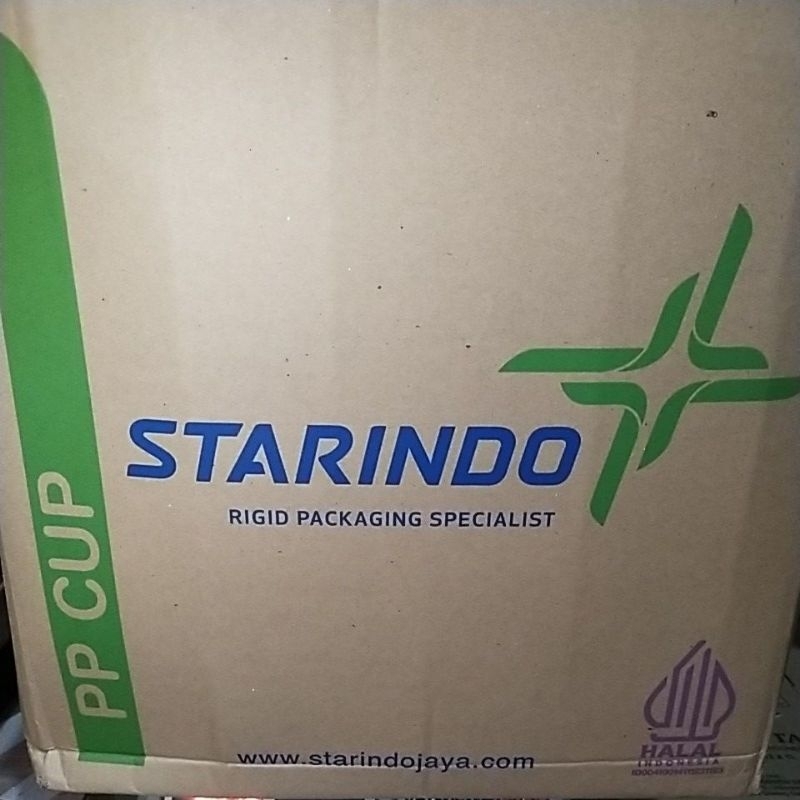 STARINDO
RIGID PACKAGING SPECIALIST
PP CUP
HALAL
INDONESIA
www.starindojaya.com